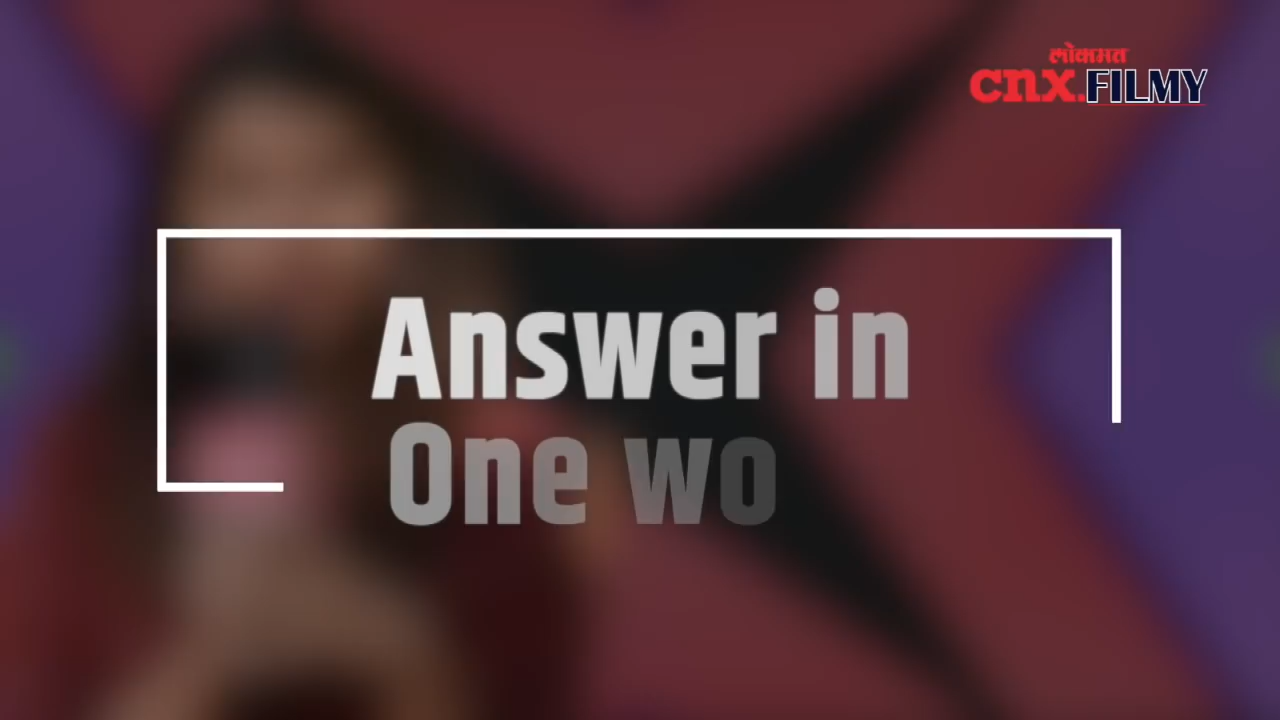 लोकमत
cnx.FILMY
Answer in
One wo